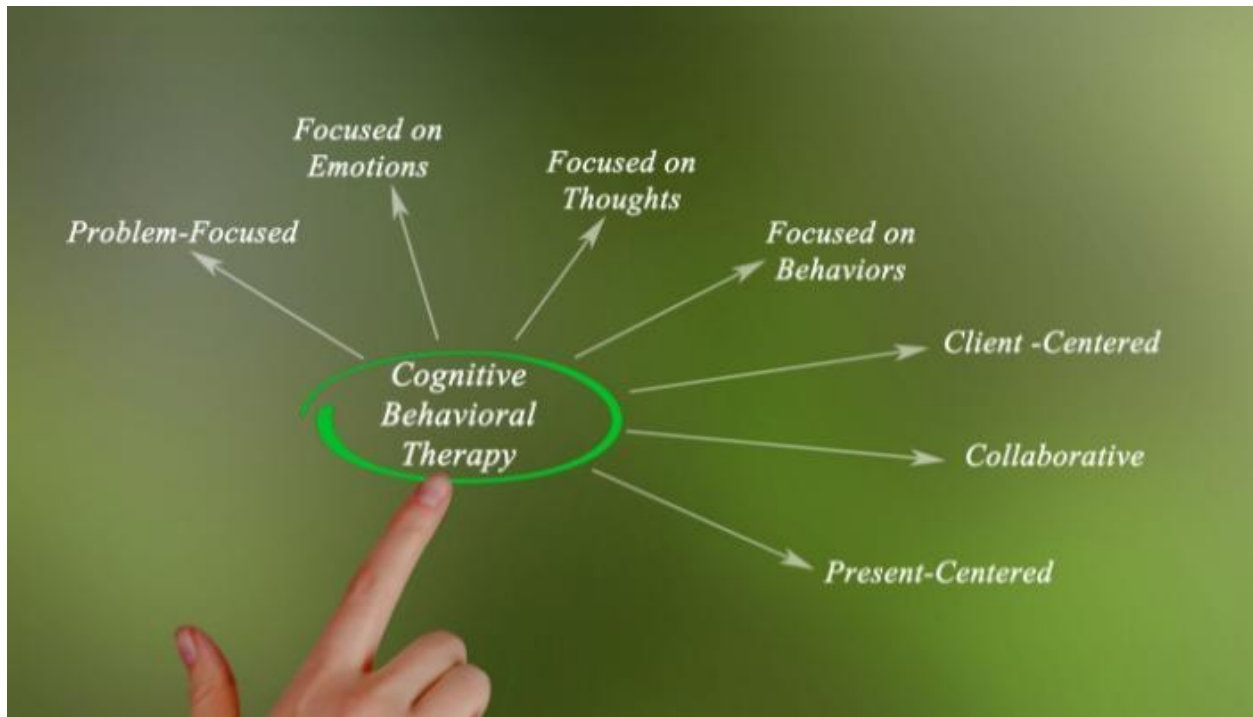 Focused on
Emotions
Focused on
Thoughts
Problem-Focused
Focused on
Behaviors
Client -Centered
Cognitive
Behavioral
Therapy
Collaborative
Present-Centered